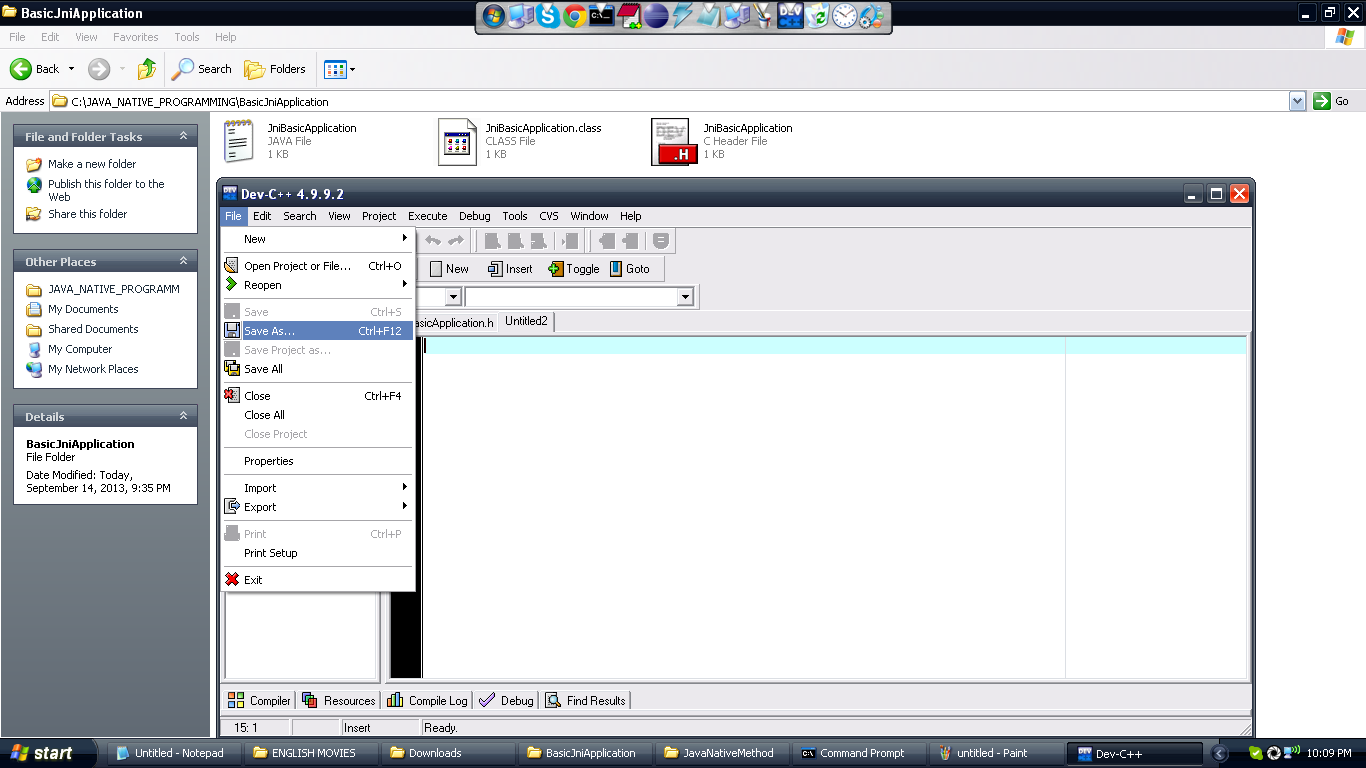 BasicJniApplication
File Edit View Favorites Tools Help
Back Search Folders
Address C:\JAVA_NATIVE_PROGRAMMING\BasicJniApplication Go
File and Folder Tasks
Make a new folder
Publish this folder to the
Web
Share this folder
Other Places
JAVA_NATIVE_PROGRAMM
My Documents
Shared Documents
My Computer
My Network Places
Details
BasicJniApplication
File Folder
Date Modified: Today,
September 14, 2013, 9:35 PM
JniBasicApplication
JAVA File
1 KB
JniBasicApplication.class
CLASS File
1 KB
DEV
.H
JniBasicApplication
C Header File
1 KB
Dev-C++ 4.9.9.2
File Edit Search View Project Execute Debug Tools CVS Window Help
New
Open Project or File... Ctrl+O
Reopen
Save Ctrl+S
Save As... Ctrl+F12
Save Project as...
Save All
Close Ctrl+F4
Close All
Close Project
Properties
Import
Export
Print Ctrl+P
Print Setup
Exit
New Insert Toggle Goto
asicApplication.h Untitled2
Compiler Resources Compile Log Debug Find Results
15: 1 Insert Ready.
start Untitled - Notepad ENGLISH MOVIES Downloads BasicJniApplication JavaNativeMethod Command Prompt untitled - Paint Dev-C++ 10:09 PM